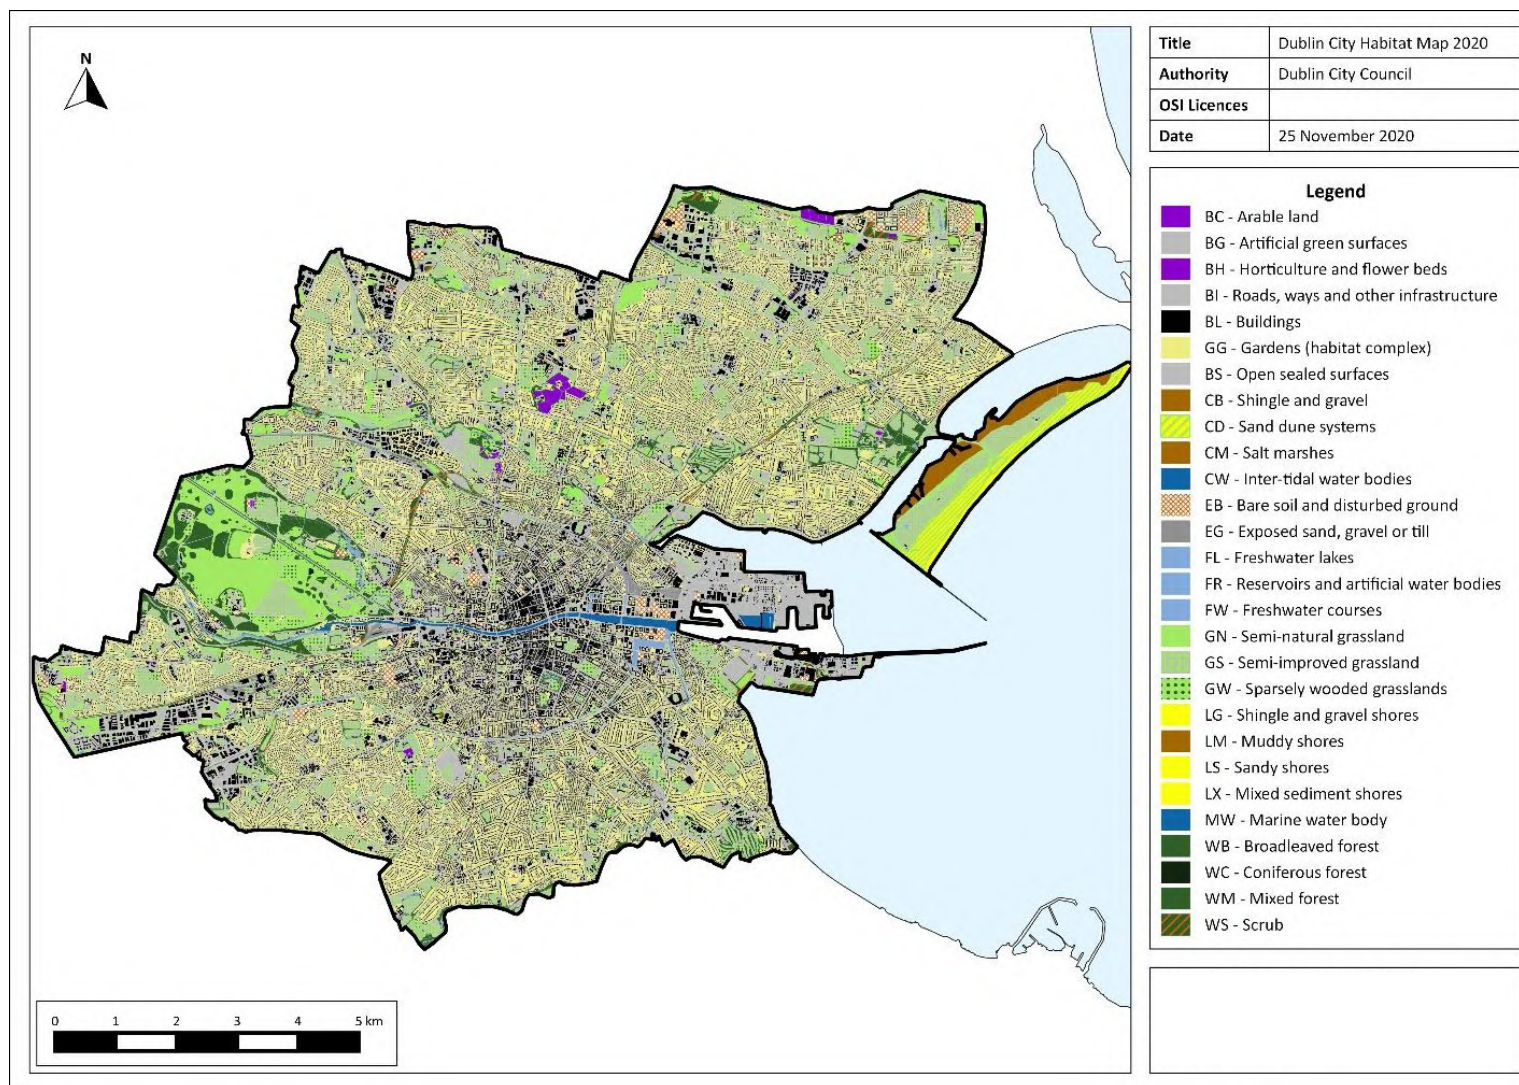 N
Title Dublin City Habitat Map 2020
Authority Dublin City Council
OSI Licences
Date 25 November 2020
Legend
BC - Arable land
BG - Artificial green surfaces
BH - Horticulture and flower beds
BI - Roads, ways and other infrastructure
BL - Buildings
GG - Gardens (habitat complex)
BS - Open sealed surfaces
CB - Shingle and gravel
CD - Sand dune systems
CM - Salt marshes
CW - Inter-tidal water bodies
EB - Bare soil and disturbed ground
EG - Exposed sand, gravel or till
FL - Freshwater lakes
FR - Reservoirs and artificial water bodies
FW - Freshwater courses
GN - Semi-natural grassland
GS - Semi-improved grassland
GW - Sparsely wooded grasslands
LG - Shingle and gravel shores
LM - Muddy shores
LS - Sandy shores
LX - Mixed sediment shores
MW - Marine water body
WB - Broadleaved forest
WC - Coniferous forest
WM - Mixed forest
WS - Scrub
0 1 2 3 4 5 km